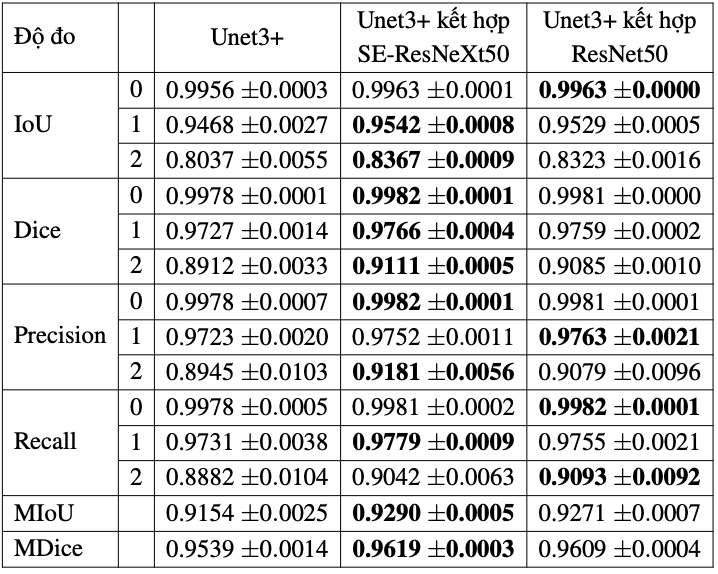 Độ đo Unet3+ Unet3+ kết hợp SE-ResNeXt50 Unet3+ kết hợp ResNet50
IoU 0 0.9956 ±0.0003 0.9963 ±0.0001 0.9963 ±0.0000
1 0.9468 ±0.0027 0.9542 ±0.0008 0.9529 ±0.0005
2 0.8037 ±0.0055 0.8367 ±0.0009 0.8323 ±0.0016
Dice 0 0.9978 ±0.0001 0.9982 ±0.0001 0.9981 ±0.0000
1 0.9727 ±0.0014 0.9766 ±0.0004 0.9759 ±0.0002
2 0.8912 ±0.0033 0.9111 ±0.0005 0.9085 ±0.0010
Precision 0 0.9978 ±0.0007 0.9982 ±0.0001 0.9981 ±0.0001
1 0.9723 ±0.0020 0.9752 ±0.0011 0.9763 ±0.0021
2 0.8945 ±0.0103 0.9181 ±0.0056 0.9079 ±0.0096
Recall 0 0.9978 ±0.0005 0.9981 ±0.0002 0.9982 ±0.0001
1 0.9731 ±0.0038 0.9779 ±0.0009 0.9755 ±0.0021
2 0.8882 ±0.0104 0.9042 ±0.0063 0.9093 ±0.0092
MIoU 0.9154 ±0.0025 0.9290 ±0.0005 0.9271 ±0.0007
MDice 0.9539 ±0.0014 0.9619 ±0.0003 0.9609 ±0.0004